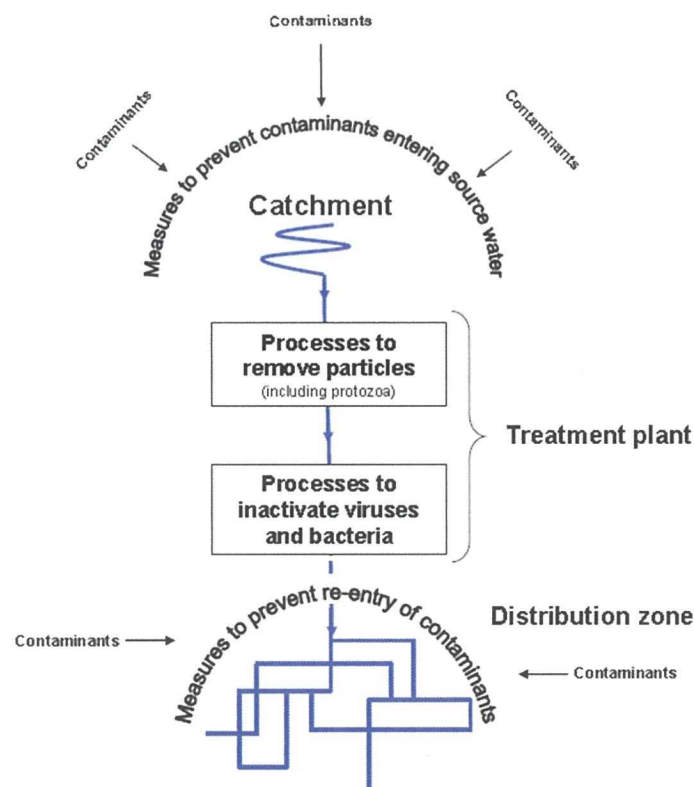 Contaminants
Contaminants
Contaminants
Measures to prevent contaminants entering source water
Catchment
Processes to
remove particles
(including protozoa)
Treatment plant
Processes to
inactivate viruses
and bacteria
Measures to prevent re-entry of contaminants
Distribution zone
Contaminants
Contaminants